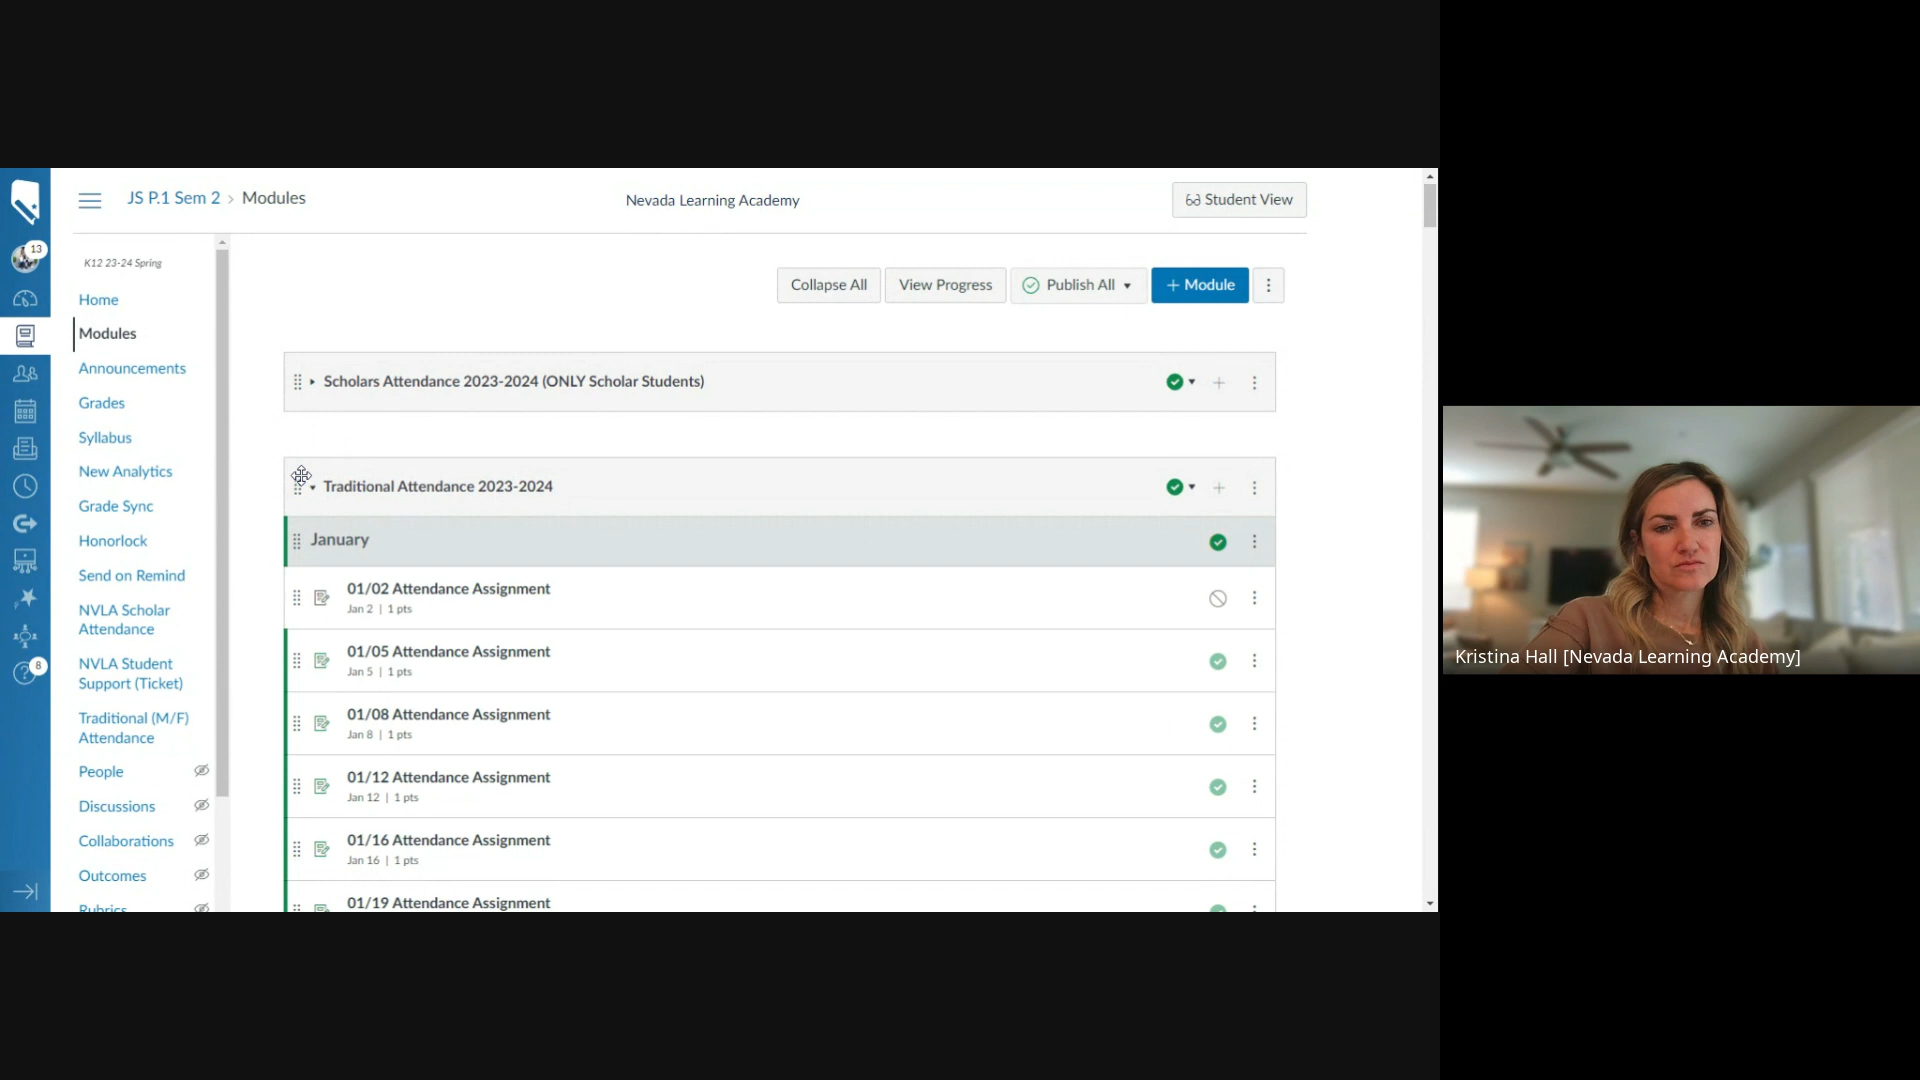 JS P.1 Sem 2 › Modules
Nevada Learning Academy
Student View
13
K12 23-24 Spring
Home
Modules
Announcements
Grades
Syllabus
New Analytics
Grade Sync
Honorlock
Send on Remind
NVLA Scholar
Attendance
NVLA Student
Support (Ticket)
Traditional (M/F)
Attendance
People
Discussions
Collaborations
Outcomes
Rubrics
8
Collapse All
View Progress
Publish All
+ Module
Scholars Attendance 2023-2024 (ONLY Scholar Students)
Traditional Attendance 2023-2024
January
01/02 Attendance Assignment
Jan 2 | 1 pts
01/05 Attendance Assignment
Jan 5 | 1 pts
01/08 Attendance Assignment
Jan 8 | 1 pts
01/12 Attendance Assignment
Jan 12 | 1 pts
01/16 Attendance Assignment
Jan 16 | 1 pts
01/19 Attendance Assignment
Kristina Hall [Nevada Learning Academy]